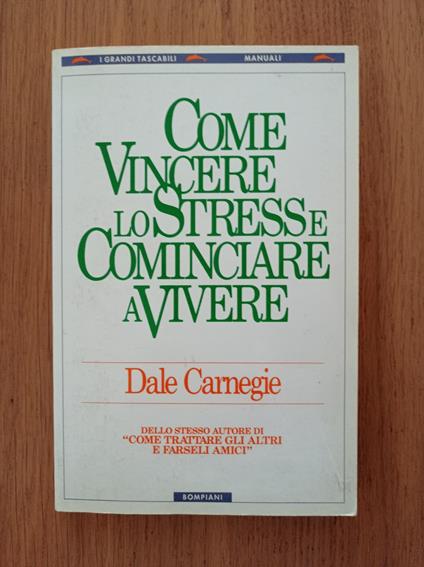 I GRANDI TASCABILI MANUALI
COME
VINCERE
LO STRESS E
COMINCIARE
A VIVERE
Dale Carnegie
DELLO STESSO AUTORE DI
“COME TRATTARE GLI ALTRI
E FARSELI AMICI”
BOMPIANI